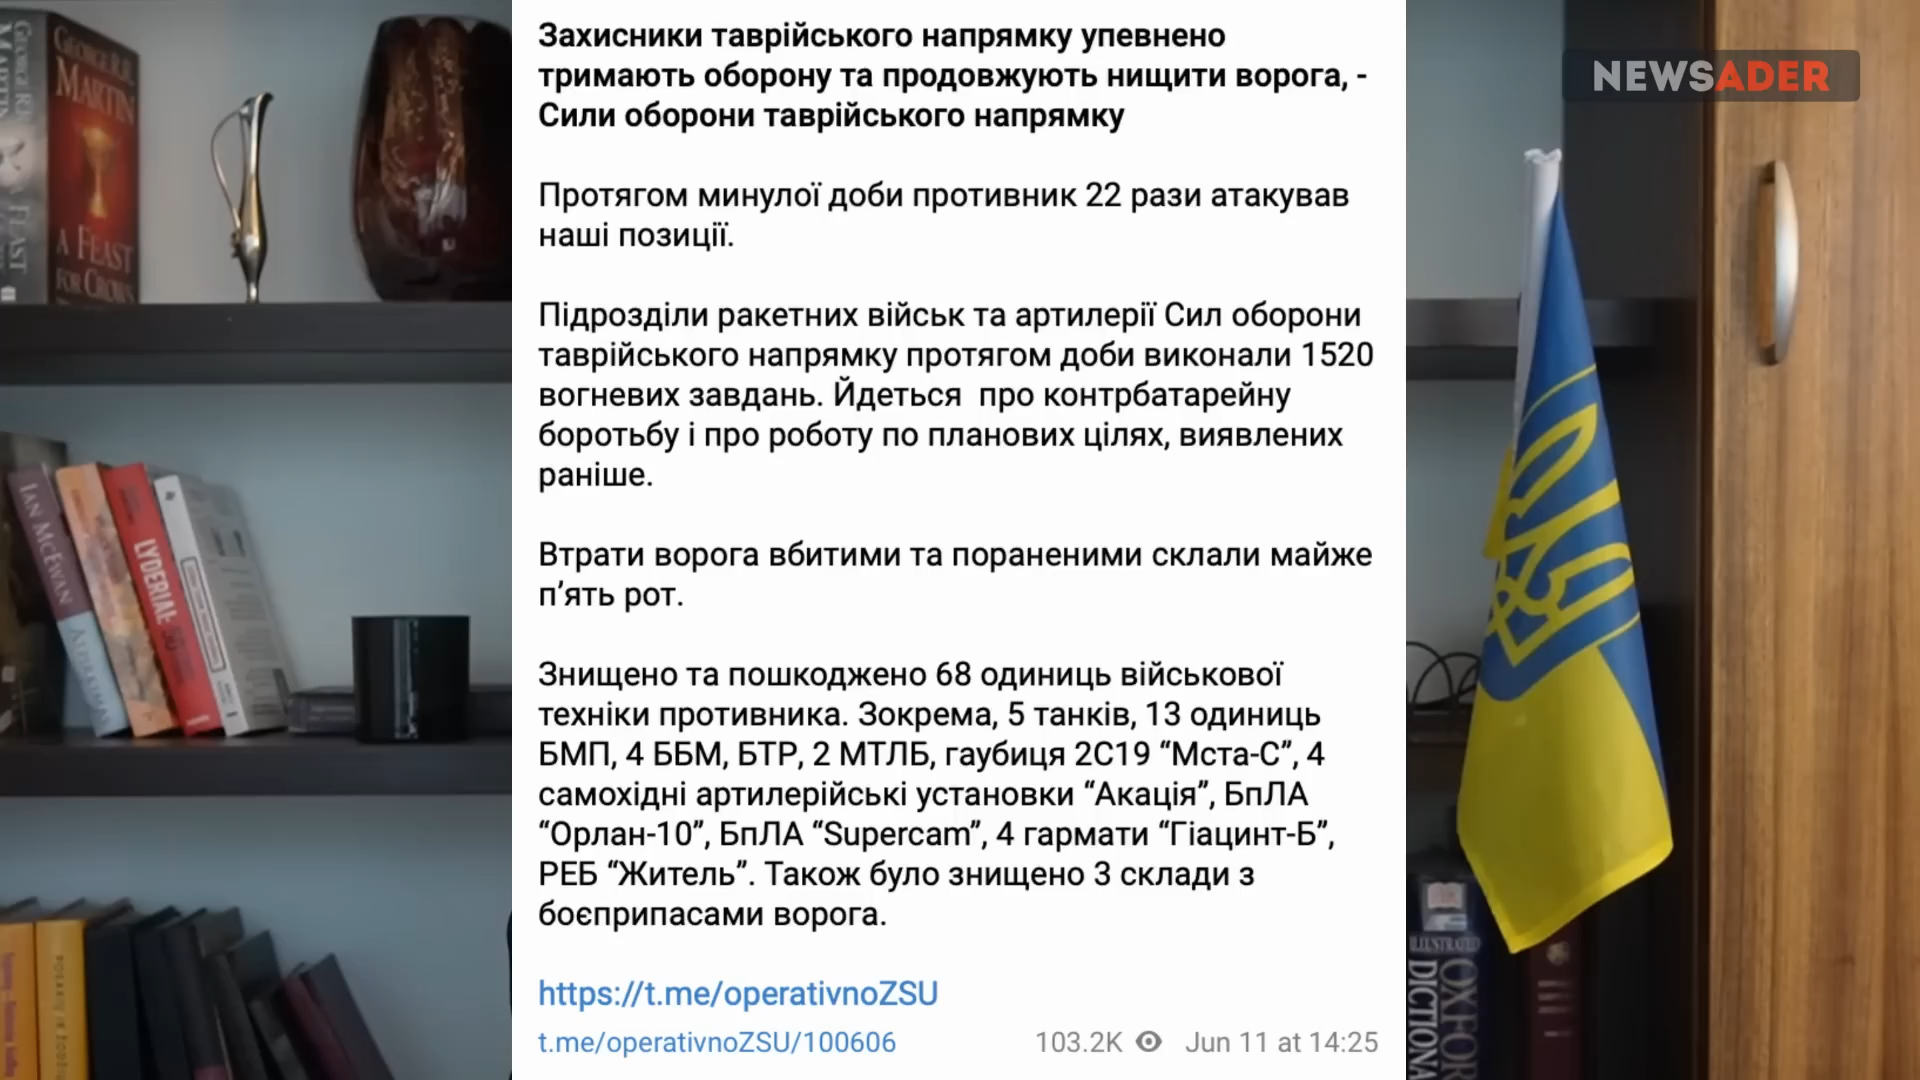 GEORGE R.R.
MARTIN
A FEAST
FOR CROWS
Захисники таврійського напрямку упевнено
тримають оборону та продовжують нищити ворога, -
Сили оборони таврійського напрямку
NEWSADER
Протягом минулої доби противник 22 рази атакував
наші позиції.
Підрозділи ракетних військ та артилерії Сил оборони
таврійського напрямку протягом доби виконали 1520
вогневих завдань. Йдеться про контрбатарейну
боротьбу і про роботу по планових цілях, виявлених
раніше.
IAN McEWAN
LYDERIAI
Втрати ворога вбитими та пораненими склали майже
п’ять рот.
Знищено та пошкоджено 68 одиниць військової
техніки противника. Зокрема, 5 танків, 13 одиниць
БМП, 4 ББМ, БТР, 2 МТЛБ, гаубиця 2С19 “Мста-С”, 4
самохідні артилерійські установки “Акація”, БпЛА
“Орлан-10”, БпЛА “Supercam”, 4 гармати “Гіацинт-Б”,
РЕБ “Житель”. Також було знищено 3 склади з
боєприпасами ворога.
https://t.me/operativnoZSU
t.me/operativnoZSU/100606
103.2K Jun 11 at 14:25
ILLUSTRATED
OXFORD
DICTIONA